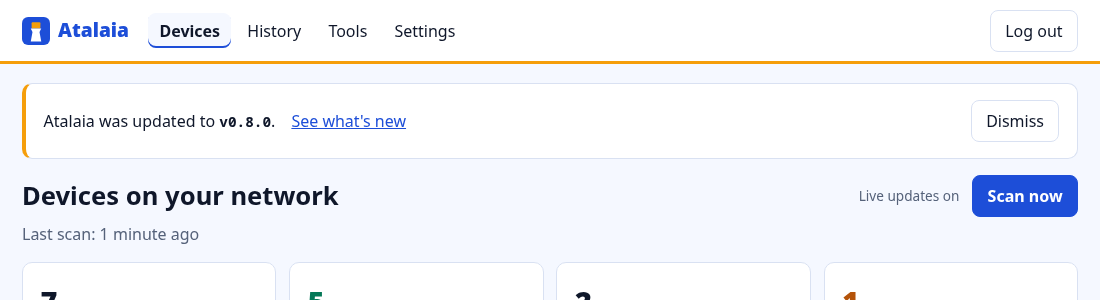 Atalaia Devices History Tools Settings Log out
Atalaia was updated to v0.8.0. See what's new Dismiss
Devices on your network Live updates on Scan now
Last scan: 1 minute ago